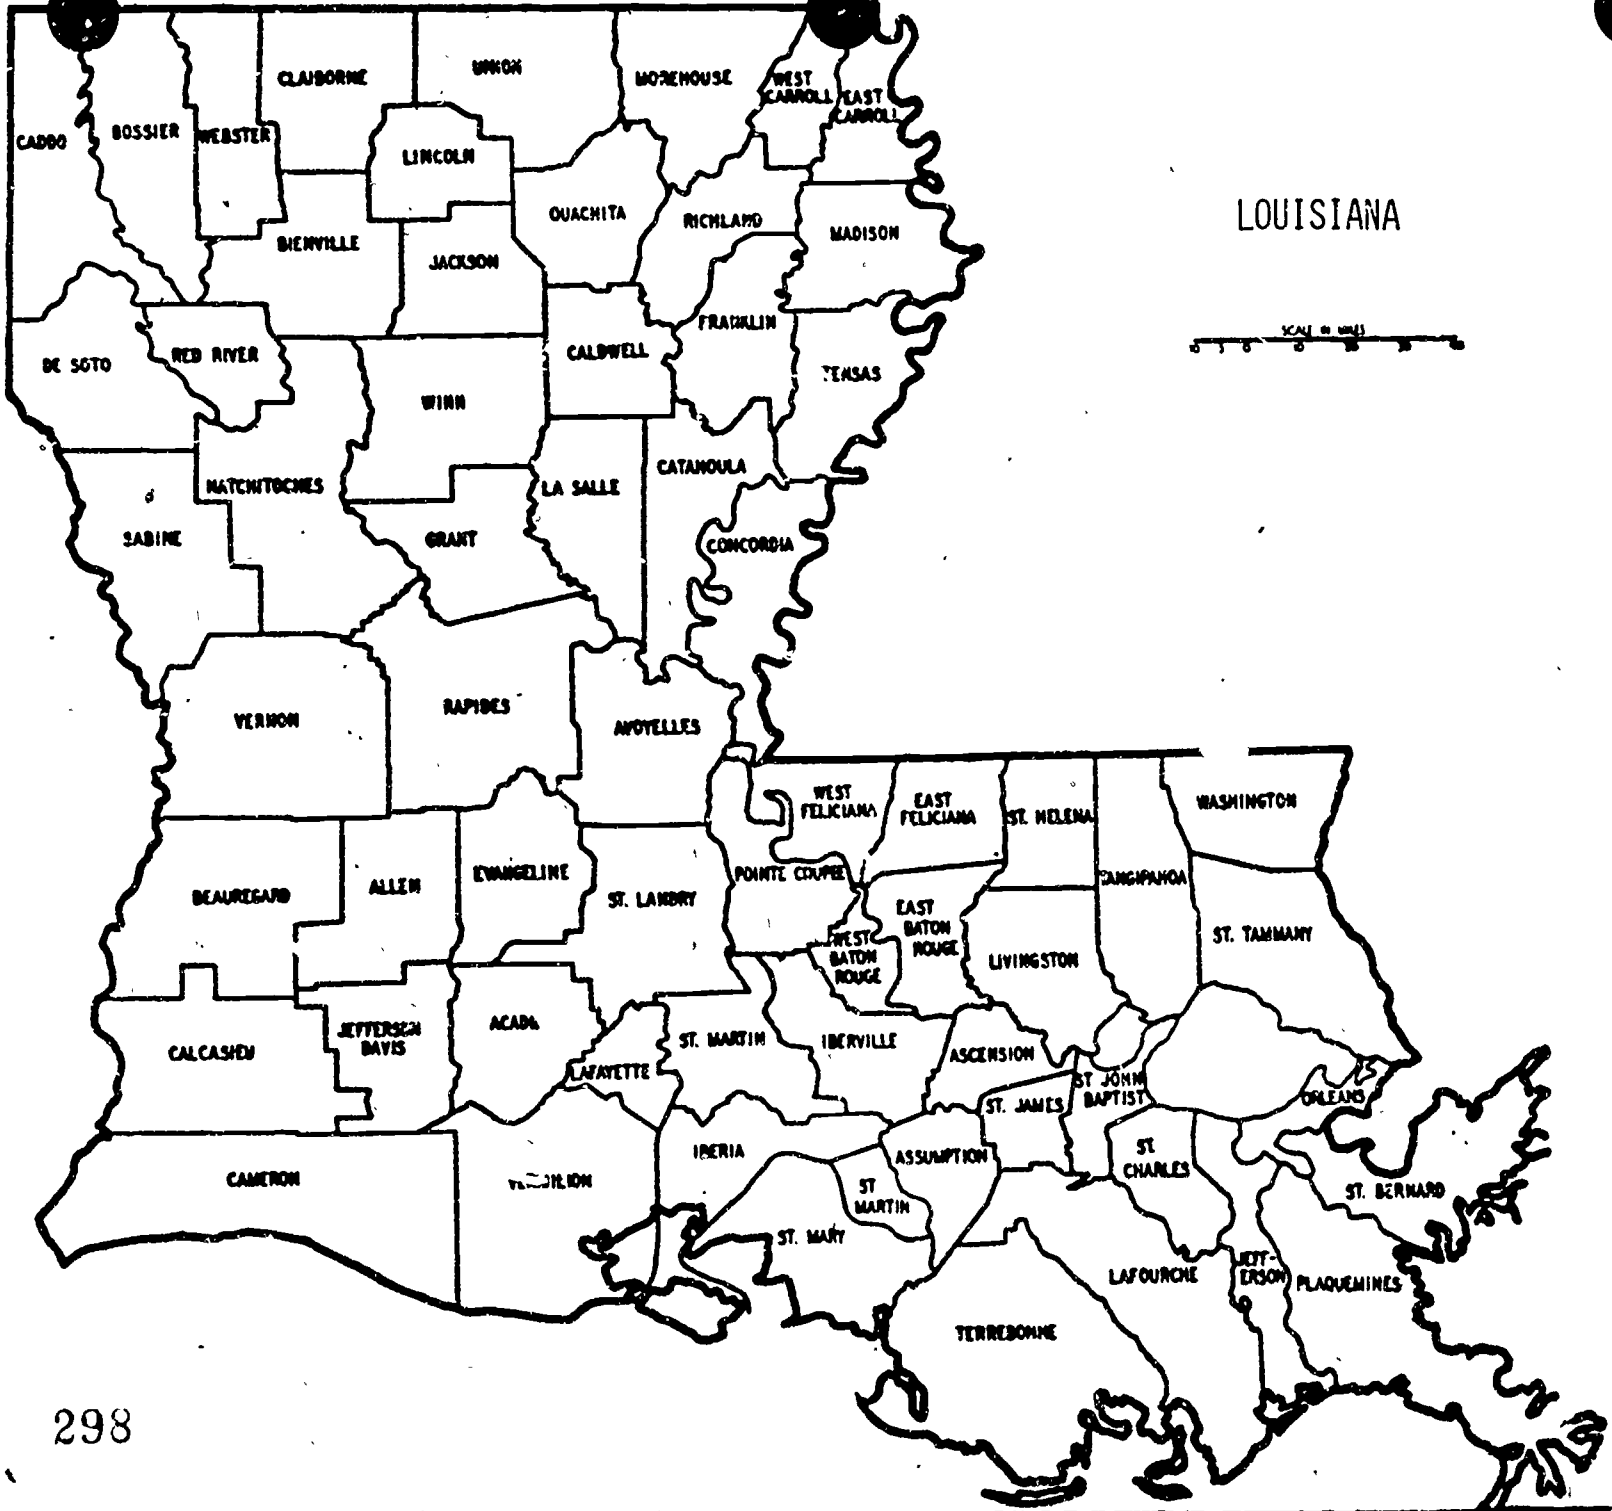 CLAIBORNE
UNION
MOREHOUSE
WEST
CARROLL
EAST
CARROLL
CADDO
BOSSIER
WEBSTER
LINCOLN
OUACHITA
RICHLAND
MADISON
LOUISIANA
BIENVILLE
JACKSON
SCALE IN MILES
FRANKLIN
DE SOTO
RED RIVER
CALDWELL
TENSAS
WINN
CATAHOULA
NATCHITOCHES
LA SALLE
SABINE
GRANT
CONCORDIA
VERNON
RAPIDES
AVOYELLES
WEST
FELICIANA
EAST
FELICIANA
ST. HELENA
WASHINGTON
BEAUREGARD
ALLEN
EVANGELINE
ST. LANDRY
POINTE COUPEE
TANGIPAHOA
EAST
BATON
ROUGE
WEST
BATON
ROUGE
LIVINGSTON
ST. TAMMANY
CALCASIEU
JEFFERSON
DAVIS
ACADIA
LAFAYETTE
ST. MARTIN
IBERVILLE
ASCENSION
ST. JAMES
ST JOHN
BAPTIST
ORLEANS
CAMERON
IBERIA
ASSUMPTION
ST.
CHARLES
ST
MARTIN
ST. BERNARD
ST. MARY
LAFOURCHE
JEFF-
ERSON
PLAQUEMINES
TERREBONNE
298